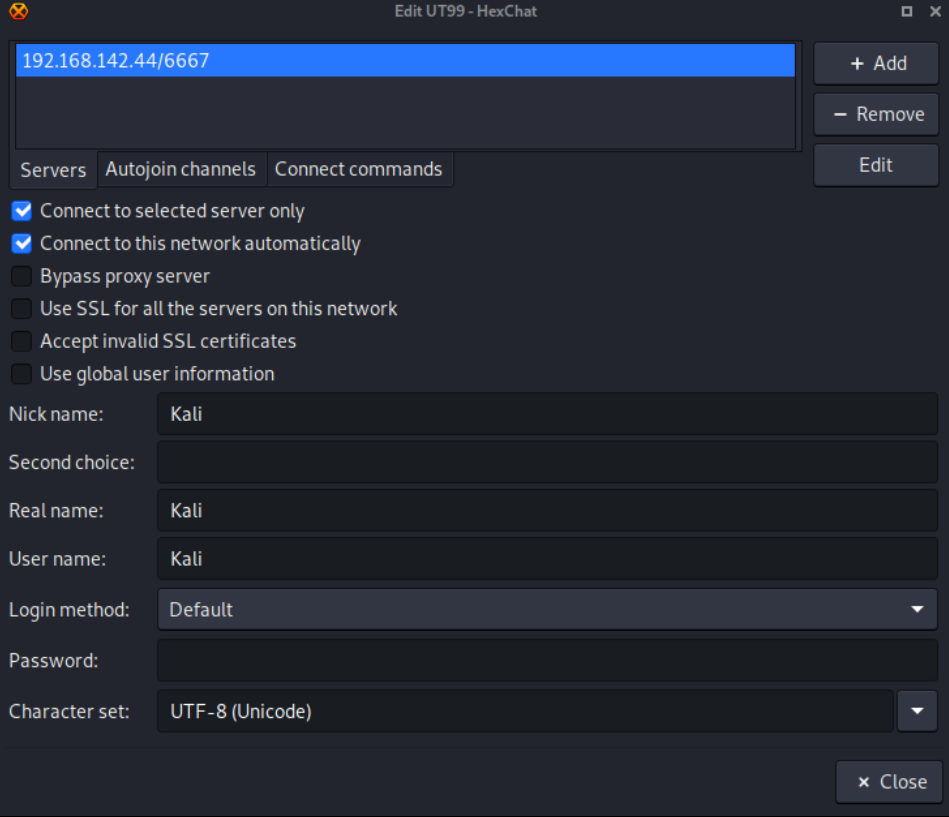 Edit UT99 - HexChat
192.168.142.44/6667
+ Add
− Remove
Edit
Servers Autojoin channels Connect commands
Connect to selected server only
Connect to this network automatically
Bypass proxy server
Use SSL for all the servers on this network
Accept invalid SSL certificates
Use global user information
Nick name: Kali
Second choice:
Real name: Kali
User name: Kali
Login method: Default
Password:
Character set: UTF-8 (Unicode)
× Close